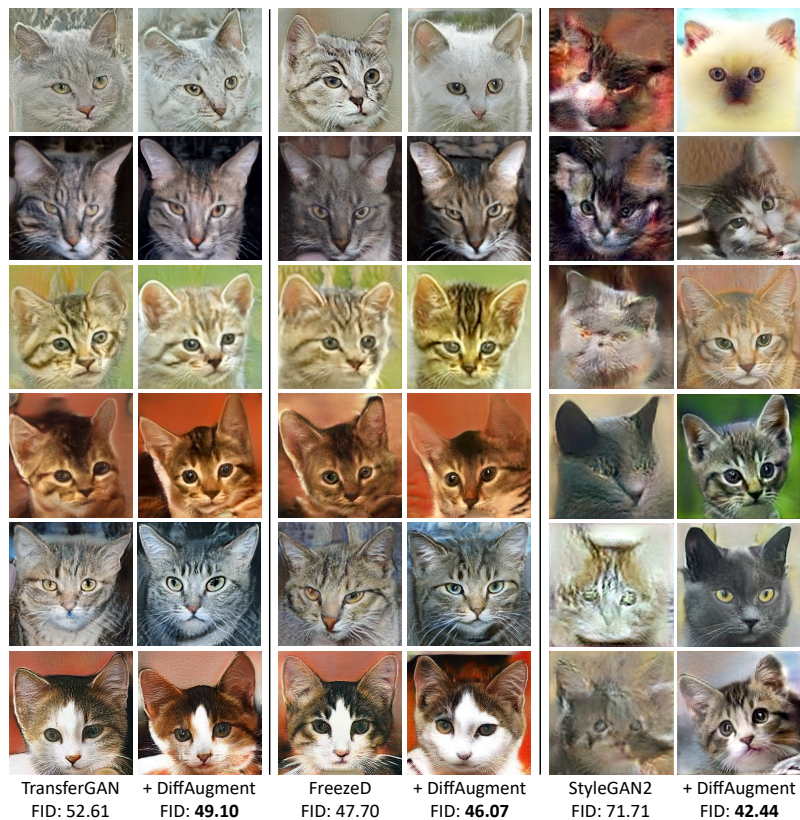 TransferGAN + DiffAugment FreezeD + DiffAugment StyleGAN2 + DiffAugment
FID: 52.61 FID: 49.10 FID: 47.70 FID: 46.07 FID: 71.71 FID: 42.44